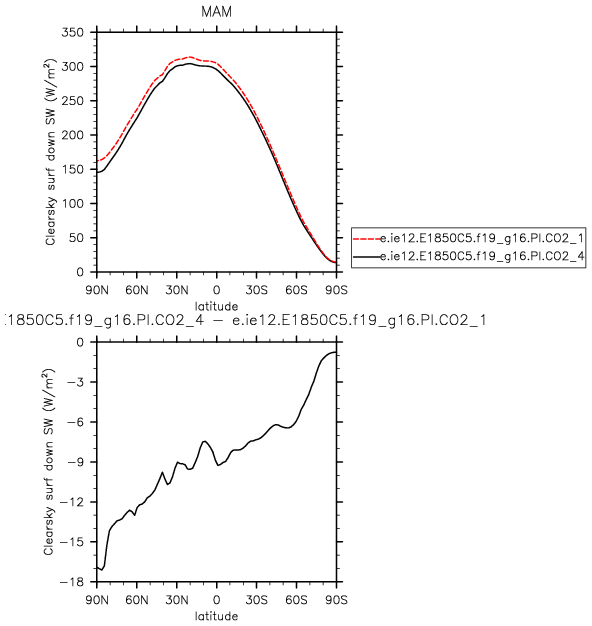 MAM
350
300
250
200
150
100
50
0
Clearsky surf down SW (W/m²)
90N 60N 30N 0 30S 60S 90S
latitude
e.ie12.E1850C5.f19_g16.PI.CO2_1
e.ie12.E1850C5.f19_g16.PI.CO2_4
:1850C5.f19_g16.PI.CO2_4 − e.ie12.E1850C5.f19_g16.PI.CO2_1
0
−3
−6
−9
−12
−15
−18
Clearsky surf down SW (W/m²)
90N 60N 30N 0 30S 60S 90S
latitude